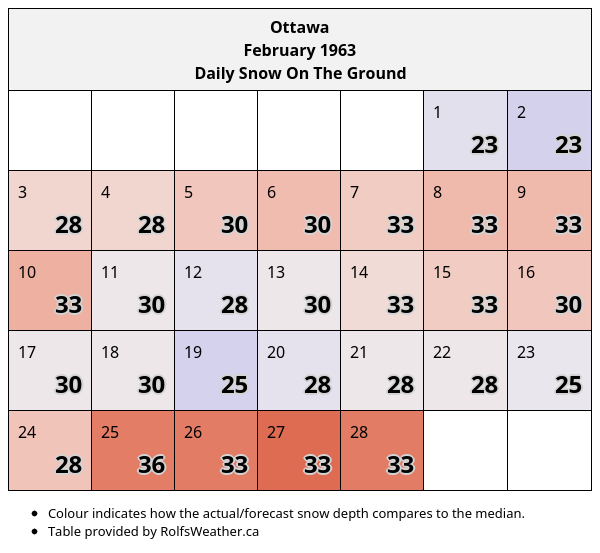 Ottawa
February 1963
Daily Snow On The Ground
1 2
23 23
3 4 5 6 7 8 9
28 28 30 30 33 33 33
10 11 12 13 14 15 16
33 30 28 30 33 33 30
17 18 19 20 21 22 23
30 30 25 28 28 28 25
24 25 26 27 28
28 36 33 33 33
• Colour indicates how the actual/forecast snow depth compares to the median.
• Table provided by RolfsWeather.ca